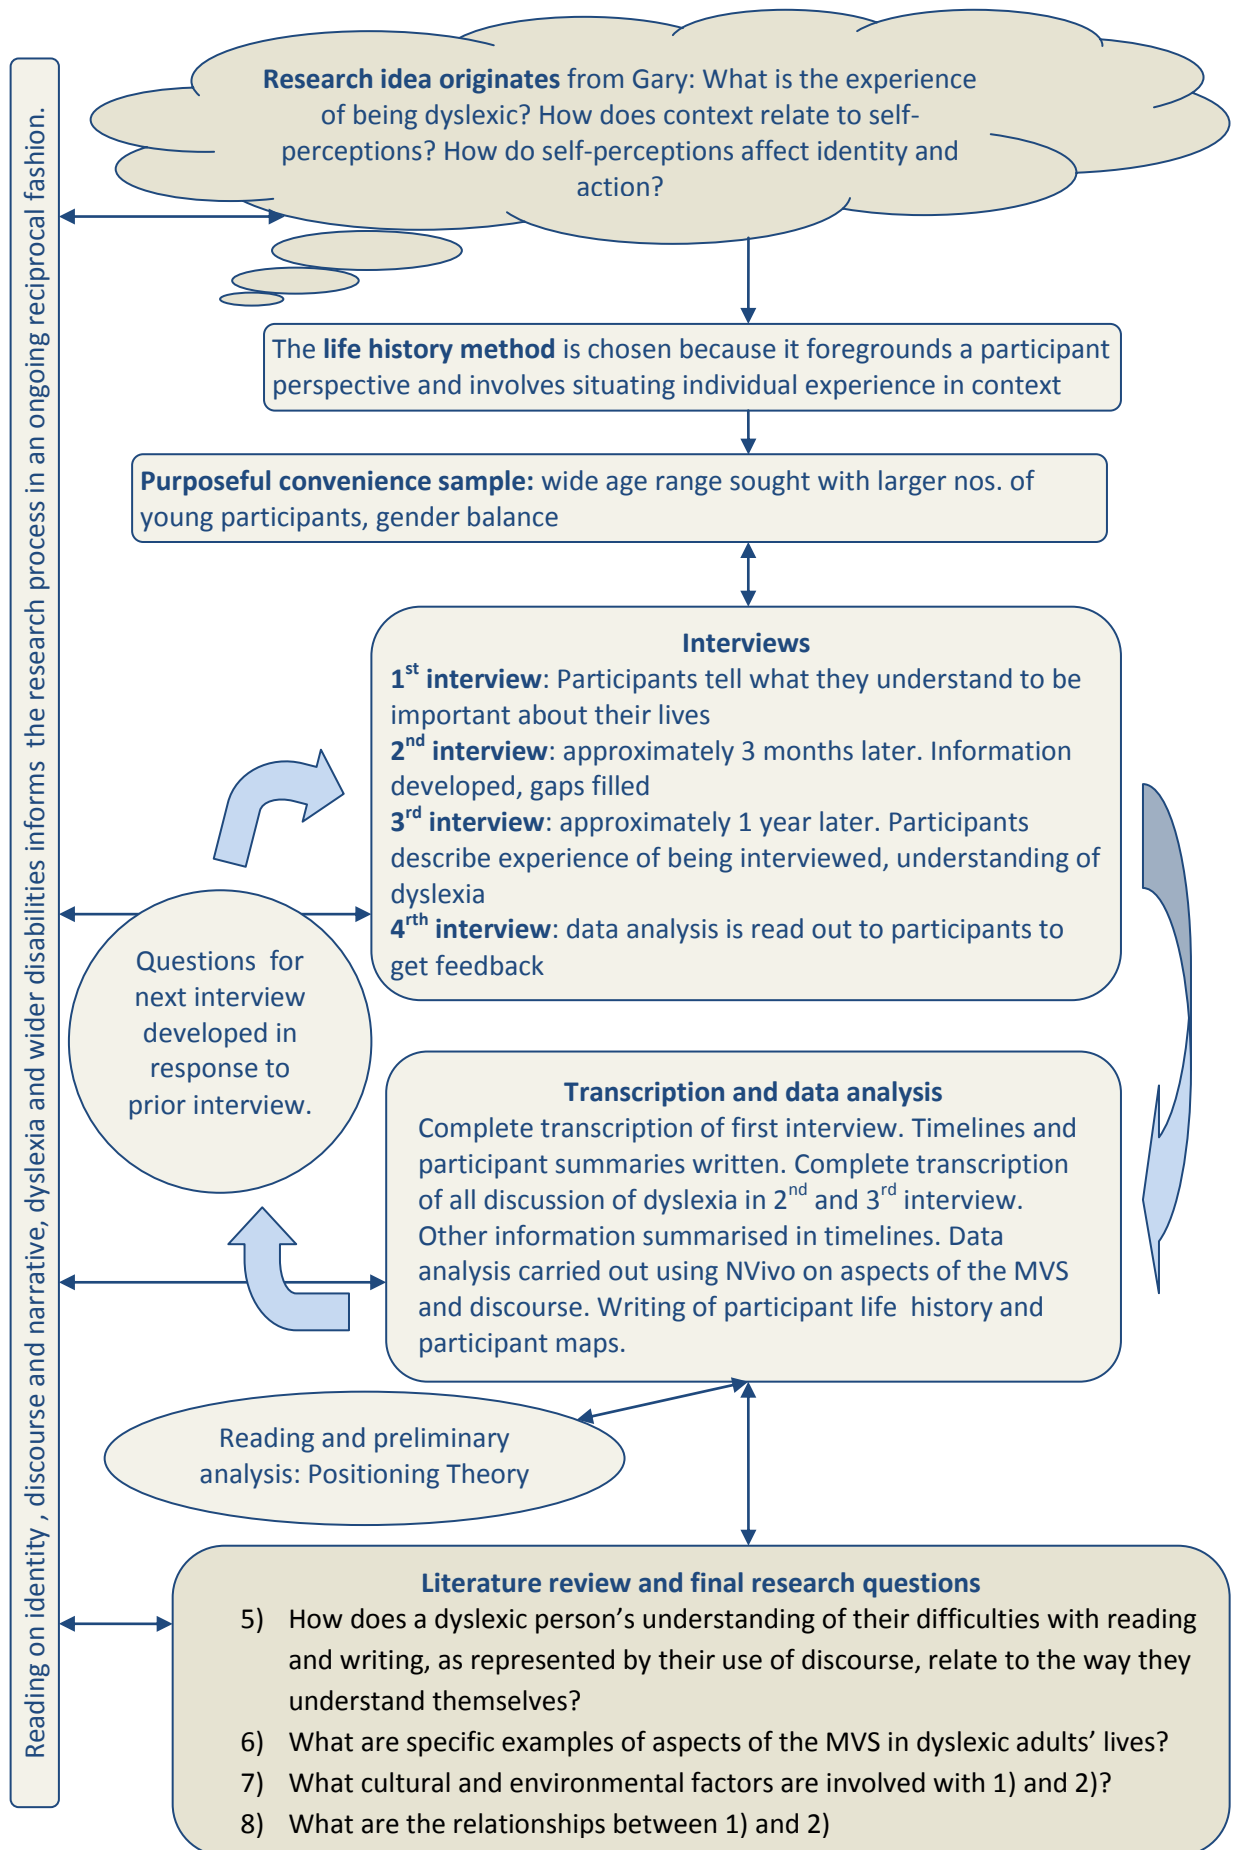 Reading on identity , discourse and narrative, dyslexia and wider disabilities informs  the research process in an ongoing reciprocal fashion.
Research idea originates from Gary: What is the experience
of being dyslexic? How does context relate to self-
perceptions? How do self-perceptions affect identity and
action?
The life history method is chosen because it foregrounds a participant
perspective and involves situating individual experience in context
Purposeful convenience sample: wide age range sought with larger nos. of
young participants, gender balance
Interviews
1st interview: Participants tell what they understand to be
important about their lives
2nd interview: approximately 3 months later. Information
developed, gaps filled
3rd interview: approximately 1 year later. Participants
describe experience of being interviewed, understanding of
dyslexia
4rth interview: data analysis is read out to participants to
get feedback
Questions  for
next interview
developed in
response to
prior interview.
Transcription and data analysis
Complete transcription of first interview. Timelines and
participant summaries written. Complete transcription
of all discussion of dyslexia in 2nd and 3rd interview.
Other information summarised in timelines. Data
analysis carried out using NVivo on aspects of the MVS
and discourse. Writing of participant life  history and
participant maps.
Reading and preliminary
analysis: Positioning Theory
Literature review and final research questions
5) How does a dyslexic person’s understanding of their difficulties with reading
and writing, as represented by their use of discourse, relate to the way they
understand themselves?
6) What are specific examples of aspects of the MVS in dyslexic adults’ lives?
7) What cultural and environmental factors are involved with 1) and 2)?
8) What are the relationships between 1) and 2)